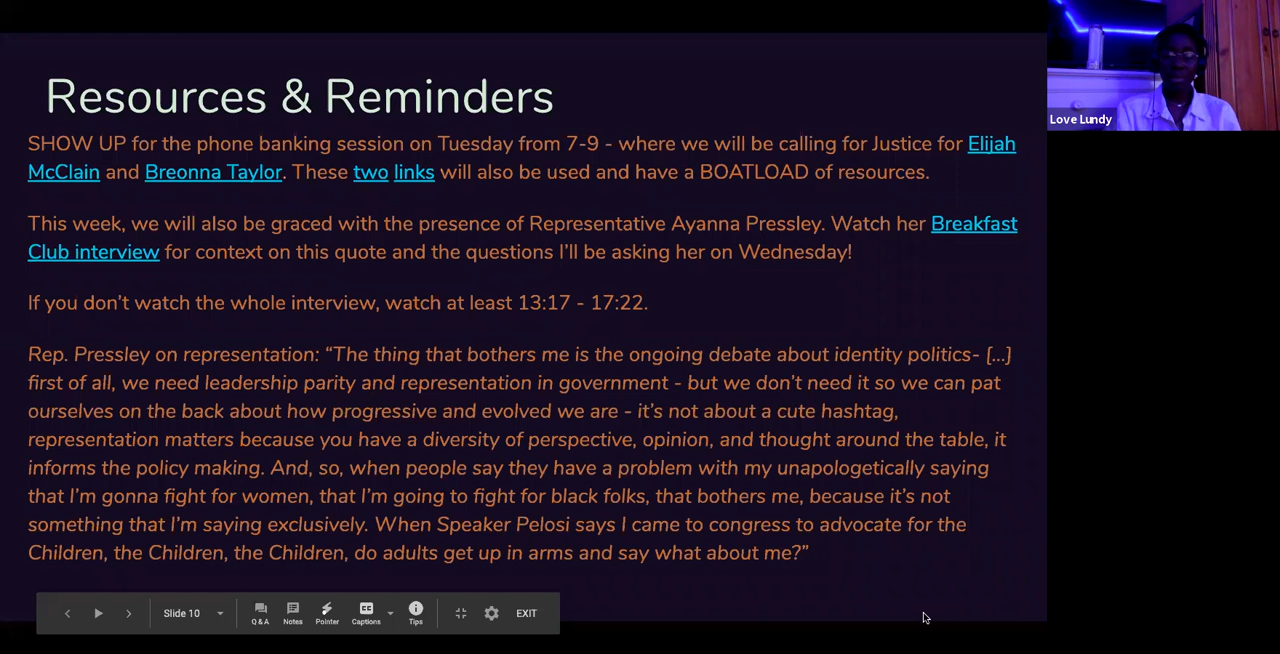 Resources & Reminders
SHOW UP for the phone banking session on Tuesday from 7-9 - where we will be calling for Justice for Elijah
McClain and Breonna Taylor. These two links will also be used and have a BOATLOAD of resources.
This week, we will also be graced with the presence of Representative Ayanna Pressley. Watch her Breakfast
Club interview for context on this quote and the questions I'll be asking her on Wednesday!
If you don't watch the whole interview, watch at least 13:17 - 17:22.
Rep. Pressley on representation: “The thing that bothers me is the ongoing debate about identity politics- [...]
first of all, we need leadership parity and representation in government - but we don't need it so we can pat
ourselves on the back about how progressive and evolved we are - it's not about a cute hashtag,
representation matters because you have a diversity of perspective, opinion, and thought around the table, it
informs the policy making. And, so, when people say they have a problem with my unapologetically saying
that I'm gonna fight for women, that I'm going to fight for black folks, that bothers me, because it's not
something that I'm saying exclusively. When Speaker Pelosi says I came to congress to advocate for the
Children, the Children, the Children, do adults get up in arms and say what about me?”
Love Lundy
Slide 10
Q & A
Notes
Pointer
Captions
Tips
EXIT